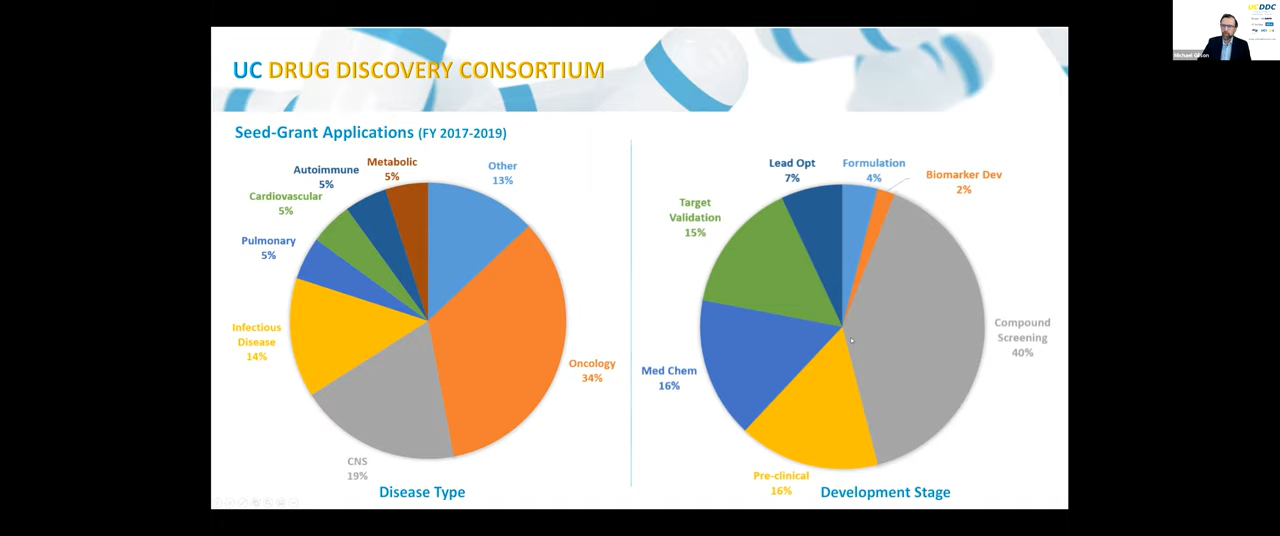 UC DRUG DISCOVERY CONSORTIUM
Seed-Grant Applications (FY 2017-2019)
Other
13%
Oncology
34%
CNS
19%
Infectious
Disease
14%
Pulmonary
5%
Cardiovascular
5%
Autoimmune
5%
Metabolic
5%
Disease Type
Formulation
4%
Biomarker Dev
2%
Compound
Screening
40%
Pre-clinical
16%
Med Chem
16%
Target
Validation
15%
Lead Opt
7%
Development Stage
UC DDC